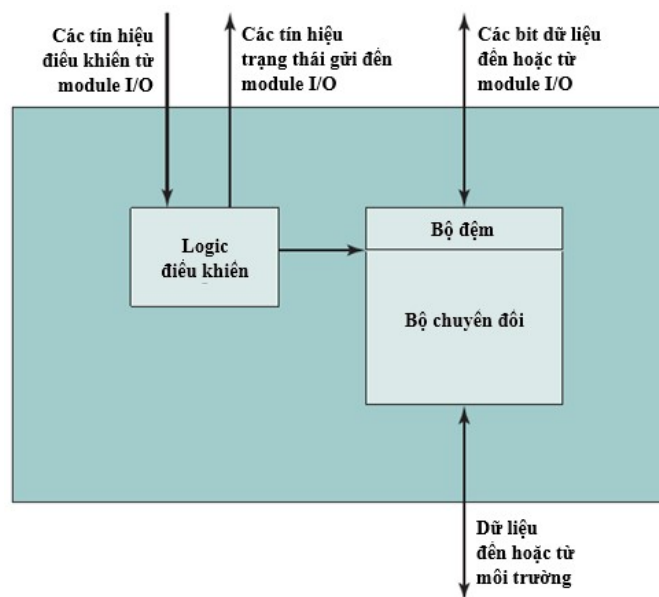 Các tín hiệu
điều khiển từ
module I/O
Các tín hiệu
trạng thái gửi đến
module I/O
Các bit dữ liệu
đến hoặc từ
module I/O
Logic
điều khiển
Bộ đệm
Bộ chuyển đổi
Dữ liệu
đến hoặc từ
môi trường